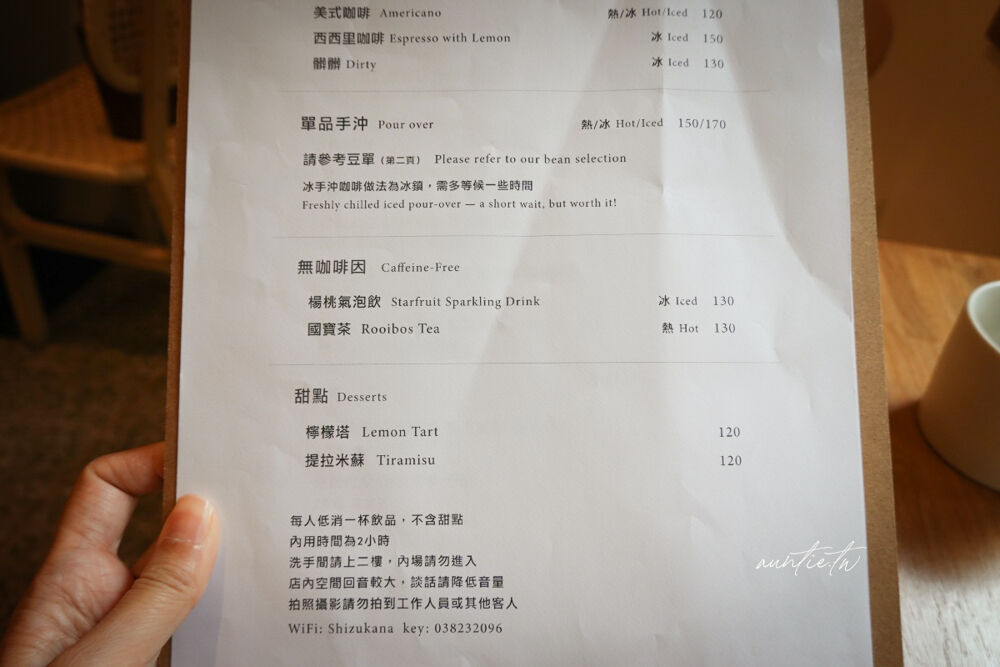 美式咖啡 Americano 熱/冰 Hot/Iced 120
西西里咖啡 Espresso with Lemon 冰 Iced 150
髒髒 Dirty 冰 Iced 130
單品手沖 Pour over 熱/冰 Hot/Iced 150/170
請參考豆單(第二頁) Please refer to our bean selection
冰手沖咖啡做法為冰鎮,需多等候一些時間
Freshly chilled iced pour-over — a short wait, but worth it!
無咖啡因 Caffeine-Free
楊桃氣泡飲 Starfruit Sparkling Drink 冰 Iced 130
國寶茶 Rooibos Tea 熱 Hot 130
甜點 Desserts
檸檬塔 Lemon Tart 120
提拉米蘇 Tiramisu 120
每人低消一杯飲品,不含甜點
內用時間為2小時
洗手間請上二樓,內場請勿進入
店內空間回音較大,談話請降低音量
拍照攝影請勿拍到工作人員或其他客人
WiFi: Shizukana key: 038232096
auntie.tw